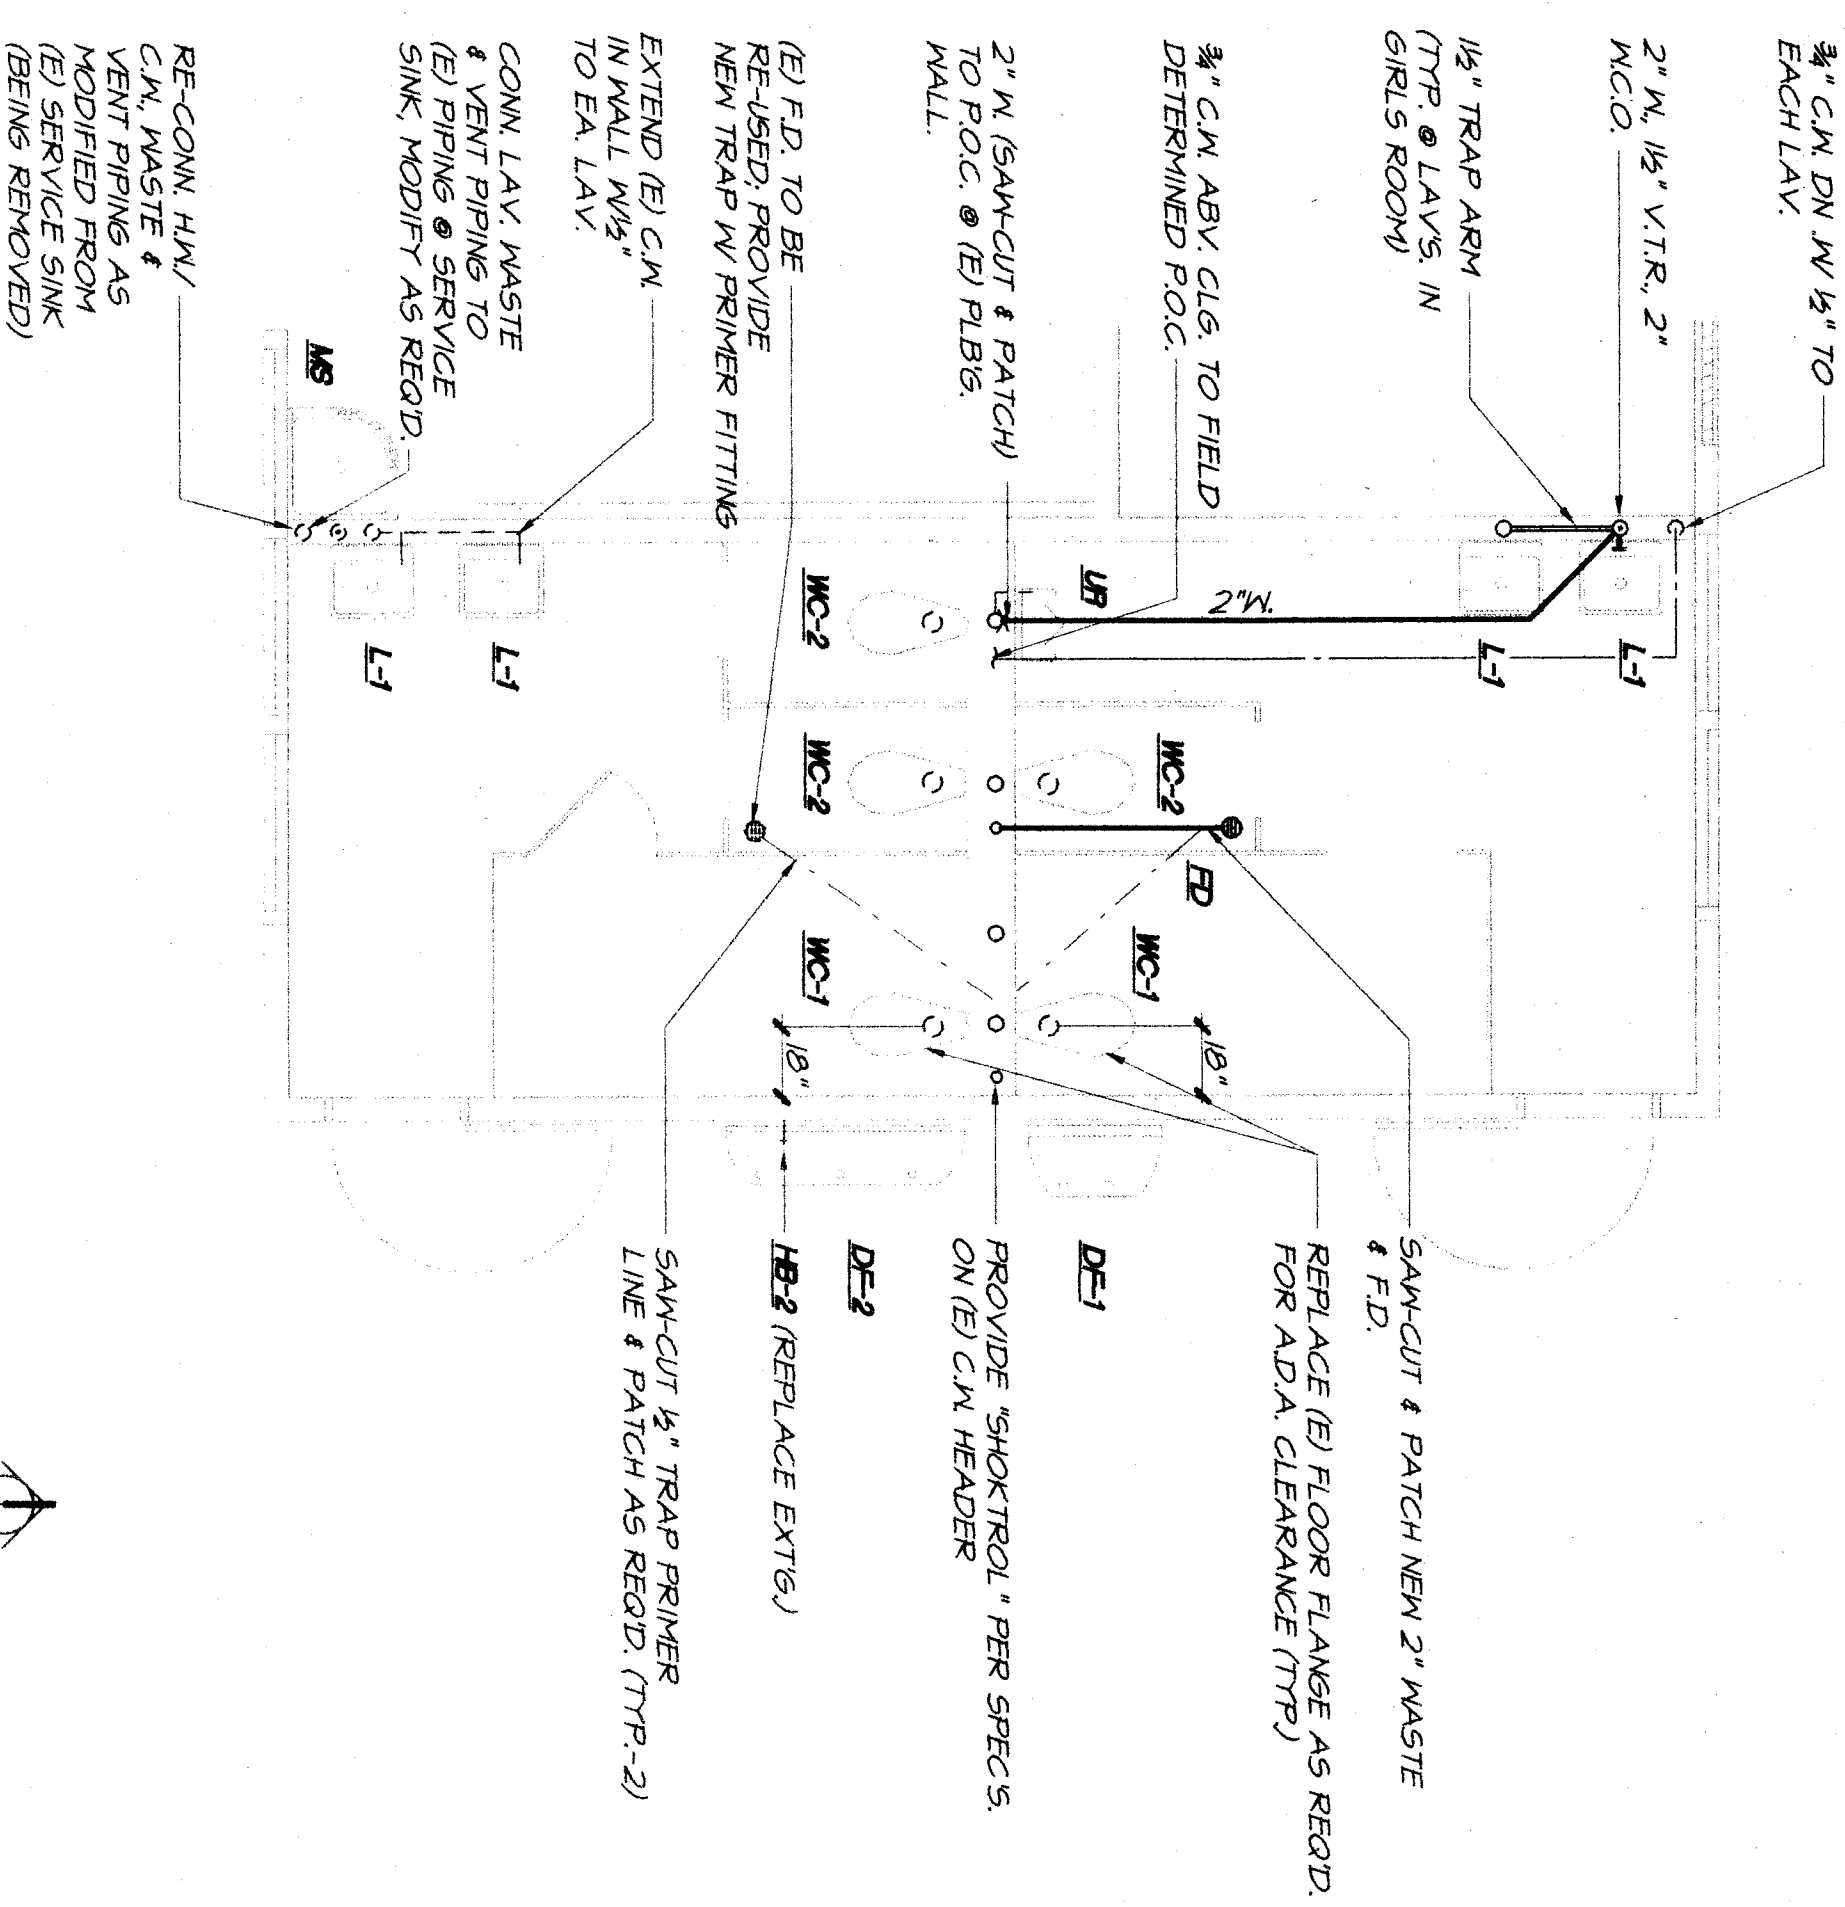 ¾" C.W. DN W/ ½" TO
EACH LAV.
2" W., 1½" V.T.R., 2"
W.C.O.
1½" TRAP ARM
(TYP. @ LAV'S. IN
GIRLS ROOM)
¾" C.W. ABV. CLG. TO FIELD
DETERMINED P.O.C.
2" W. (SAW-CUT & PATCH)
TO P.O.C. @ (E) PLB'G.
WALL.
(E) F.D. TO BE
RE-USED; PROVIDE
NEW TRAP W/ PRIMER FITTING
EXTEND (E) C.W.
IN WALL W/½"
TO EA. LAV.
CONN. LAV. WASTE
& VENT PIPING TO
(E) PIPING @ SERVICE
SINK, MODIFY AS REQ'D.
RE-CONN. H.W./
C.W., WASTE &
VENT PIPING AS
MODIFIED FROM
(E) SERVICE SINK
(BEING REMOVED)
MS
UR
2"W.
L-1
L-1
L-1
L-1
WC-2
WC-2
WC-2
FD
WC-1
WC-1
18"
18"
SAW-CUT & PATCH NEW 2" WASTE
& F.D.
REPLACE (E) FLOOR FLANGE AS REQ'D.
FOR A.D.A. CLEARANCE (TYP.)
DF-1
PROVIDE "SHOKTROL" PER SPEC'S.
ON (E) C.W. HEADER
DF-2
HB-2 (REPLACE EXT'G.)
SAW-CUT ½" TRAP PRIMER
LINE & PATCH AS REQ'D. (TYP.-2)